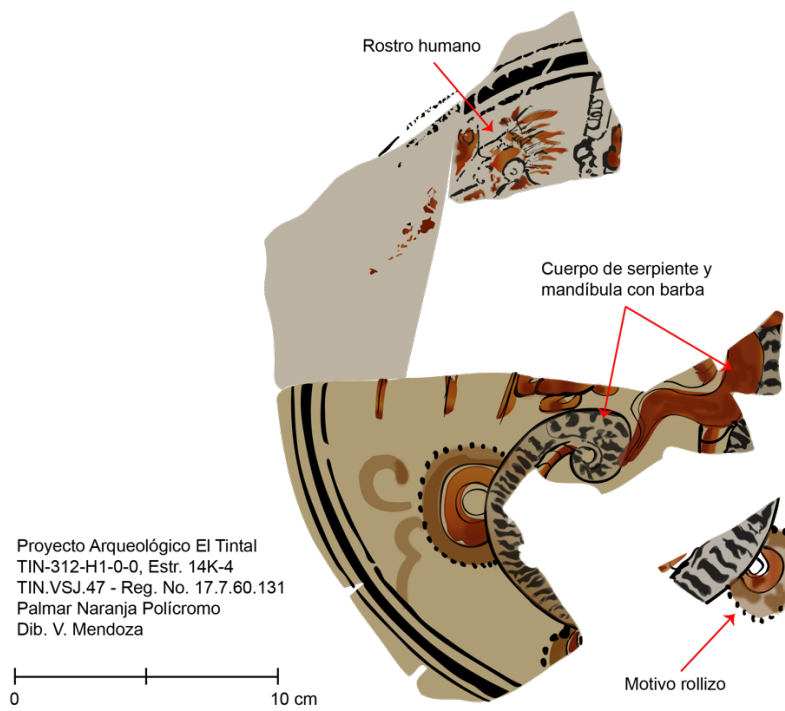 Rostro humano
Cuerpo de serpiente y
mandíbula con barba
Proyecto Arqueológico El Tintal
TIN-312-H1-0-0, Estr. 14K-4
TIN.VSJ.47 - Reg. No. 17.7.60.131
Palmar Naranja Polícromo
Dib. V. Mendoza
Motivo rollizo
0
10 cm